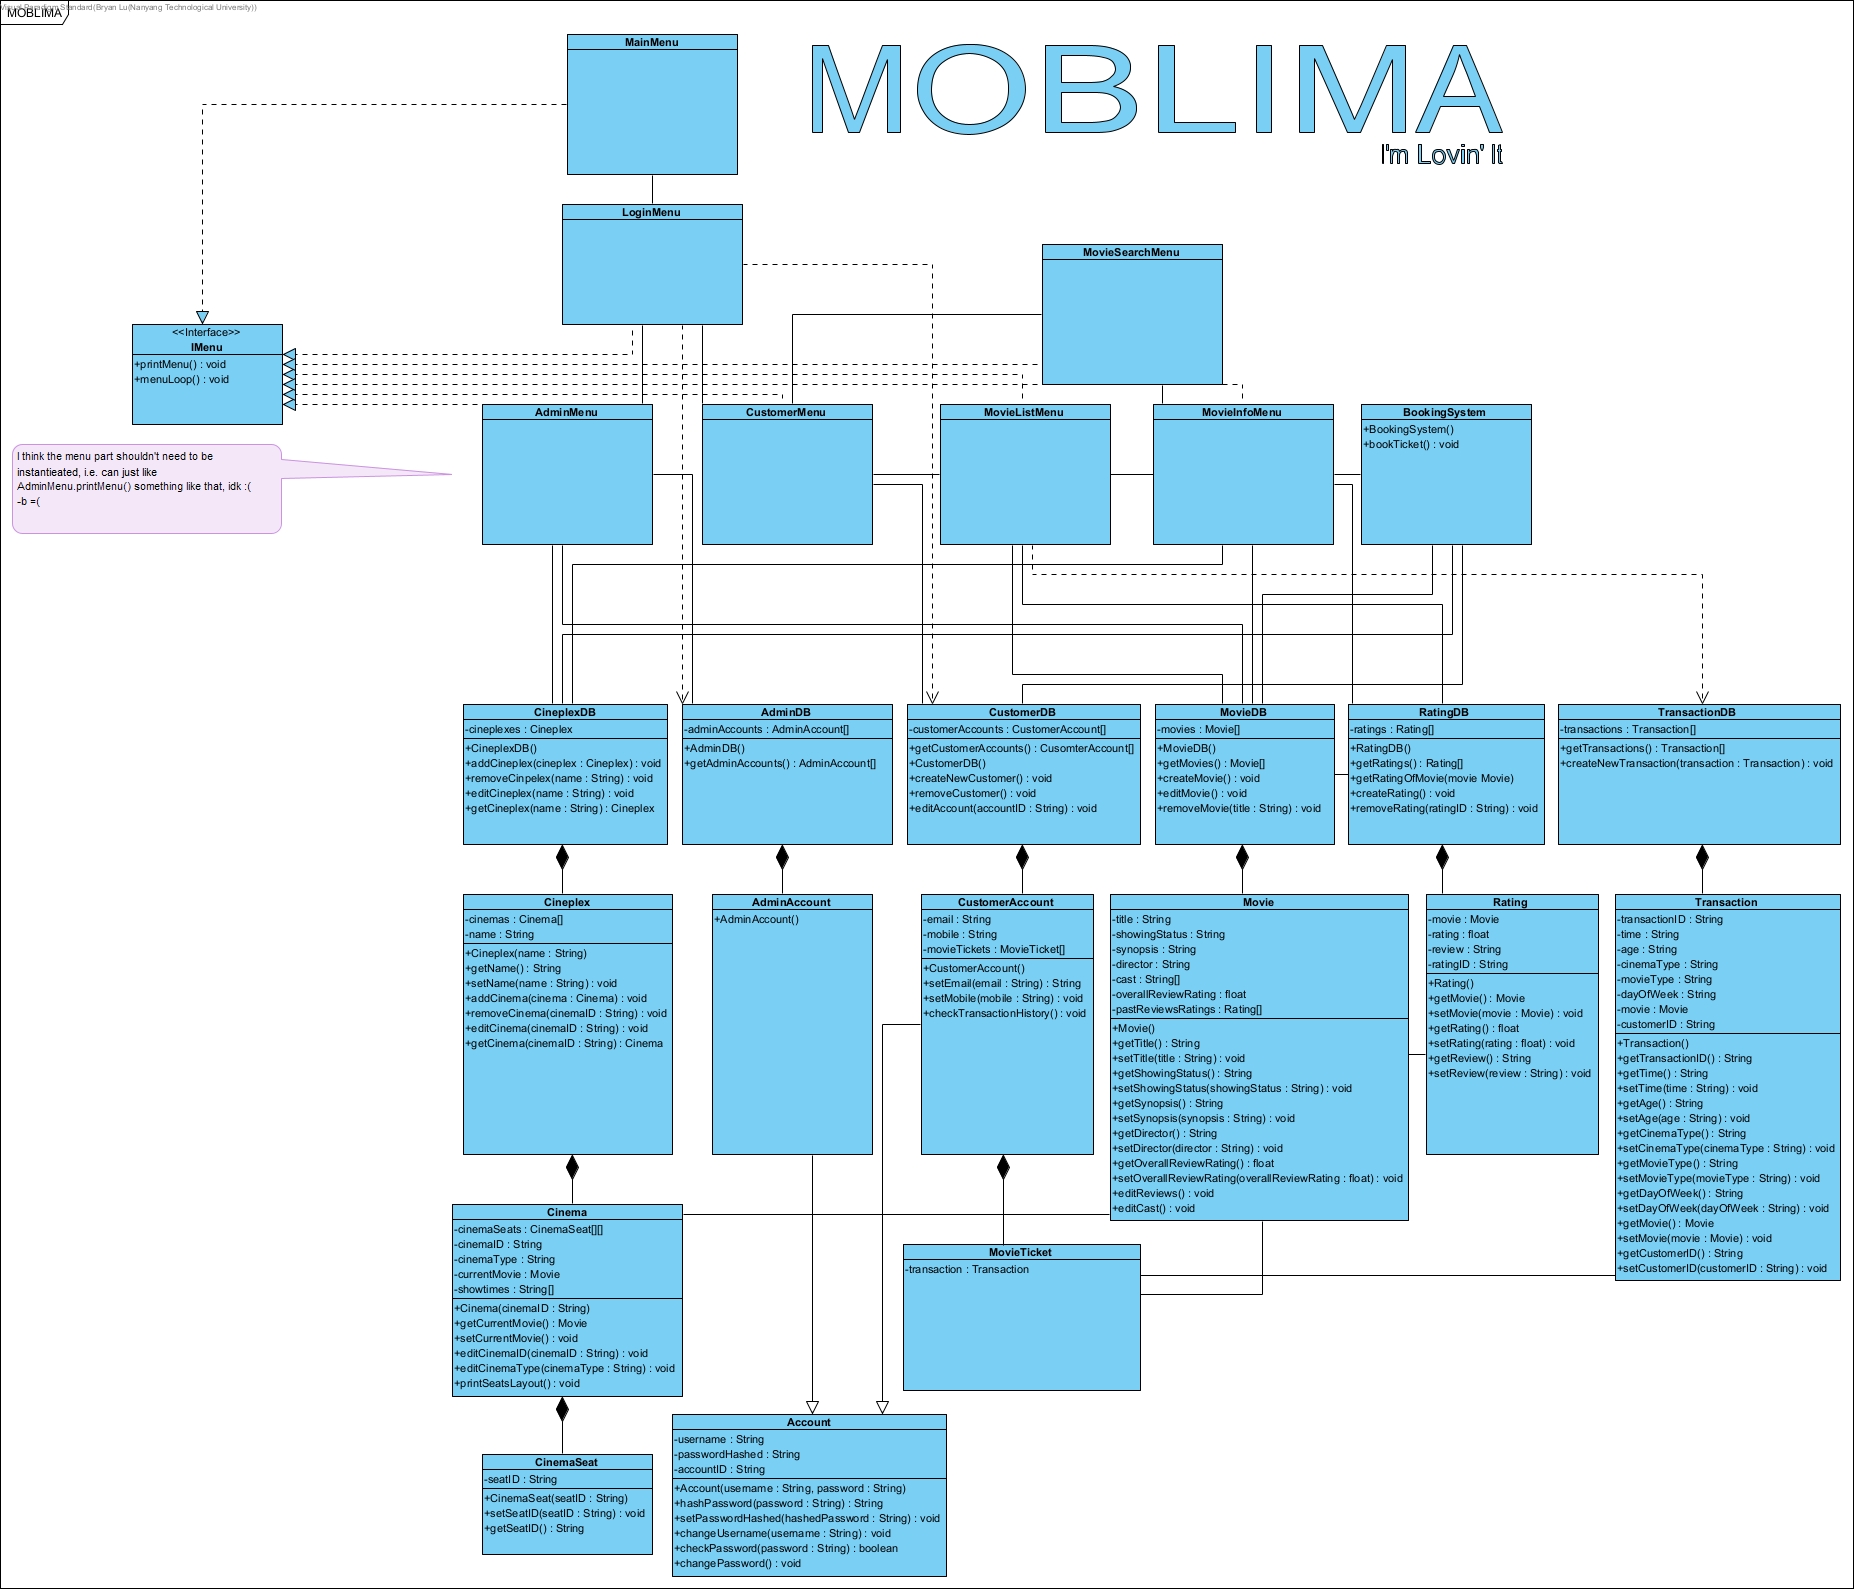 Visual Paradigm Standard(Bryan Lu(Nanyang Technological University))
MOBLIMA
MOBLIMA
I'm Lovin' It
MainMenu
LoginMenu
MovieSearchMenu
<<Interface>>
IMenu
+printMenu() : void
+menuLoop() : void
I think the menu part shouldn't need to be
instantieated, i.e. can just like
AdminMenu.printMenu() something like that, idk :(
-b =(
AdminMenu
CustomerMenu
MovieListMenu
MovieInfoMenu
BookingSystem
+BookingSystem()
+bookTicket() : void
CineplexDB
-cineplexes : Cineplex
+CineplexDB()
+addCineplex(cineplex : Cineplex) : void
+removeCinpelex(name : String) : void
+editCineplex(name : String) : void
+getCineplex(name : String) : Cineplex
AdminDB
-adminAccounts : AdminAccount[]
+AdminDB()
+getAdminAccounts() : AdminAccount[]
CustomerDB
-customerAccounts : CustomerAccount[]
+getCustomerAccounts() : CusomterAccount[]
+CustomerDB()
+createNewCustomer() : void
+removeCustomer() : void
+editAccount(accountID : String) : void
MovieDB
-movies : Movie[]
+MovieDB()
+getMovies() : Movie[]
+createMovie() : void
+editMovie() : void
+removeMovie(title : String) : void
RatingDB
-ratings : Rating[]
+RatingDB()
+getRatings() : Rating[]
+getRatingOfMovie(movie Movie)
+createRating() : void
+removeRating(ratingID : String) : void
TransactionDB
-transactions : Transaction[]
+getTransactions() : Transaction[]
+createNewTransaction(transaction : Transaction) : void
Cineplex
-cinemas : Cinema[]
-name : String
+Cineplex(name : String)
+getName() : String
+setName(name : String) : void
+addCinema(cinema : Cinema) : void
+removeCinema(cinemaID : String) : void
+editCinema(cinemaID : String) : void
+getCinema(cinemaID : String) : Cinema
AdminAccount
+AdminAccount()
CustomerAccount
-email : String
-mobile : String
-movieTickets : MovieTicket[]
+CustomerAccount()
+setEmail(email : String) : String
+setMobile(mobile : String) : void
+checkTransactionHistory() : void
Movie
-title : String
-showingStatus : String
-synopsis : String
-director : String
-cast : String[]
-overallReviewRating : float
-pastReviewsRatings : Rating[]
+Movie()
+getTitle() : String
+setTitle(title : String) : void
+getShowingStatus() : String
+setShowingStatus(showingStatus : String) : void
+getSynopsis() : String
+setSynopsis(synopsis : String) : void
+getDirector() : String
+setDirector(director : String) : void
+getOverallReviewRating() : float
+setOverallReviewRating(overallReviewRating : float) : void
+editReviews() : void
+editCast() : void
Rating
-movie : Movie
-rating : float
-review : String
-ratingID : String
+Rating()
+getMovie() : Movie
+setMovie(movie : Movie) : void
+getRating() : float
+setRating(rating : float) : void
+getReview() : String
+setReview(review : String) : void
Transaction
-transactionID : String
-time : String
-age : String
-cinemaType : String
-movieType : String
-dayOfWeek : String
-movie : Movie
-customerID : String
+Transaction()
+getTransactionID() : String
+getTime() : String
+setTime(time : String) : void
+getAge() : String
+setAge(age : String) : void
+getCinemaType() : String
+setCinemaType(cinemaType : String) : void
+getMovieType() : String
+setMovieType(movieType : String) : void
+getDayOfWeek() : String
+setDayOfWeek(dayOfWeek : String) : void
+getMovie() : Movie
+setMovie(movie : Movie) : void
+getCustomerID() : String
+setCustomerID(customerID : String) : void
Cinema
-cinemaSeats : CinemaSeat[][]
-cinemaID : String
-cinemaType : String
-currentMovie : Movie
-showtimes : String[]
+Cinema(cinemaID : String)
+getCurrentMovie() : Movie
+setCurrentMovie() : void
+editCinemaID(cinemaID : String) : void
+editCinemaType(cinemaType : String) : void
+printSeatsLayout() : void
MovieTicket
-transaction : Transaction
CinemaSeat
-seatID : String
+CinemaSeat(seatID : String)
+setSeatID(seatID : String) : void
+getSeatID() : String
Account
-username : String
-passwordHashed : String
-accountID : String
+Account(username : String, password : String)
+hashPassword(password : String) : String
+setPasswordHashed(hashedPassword : String) : void
+changeUsername(username : String) : void
+checkPassword(password : String) : boolean
+changePassword() : void